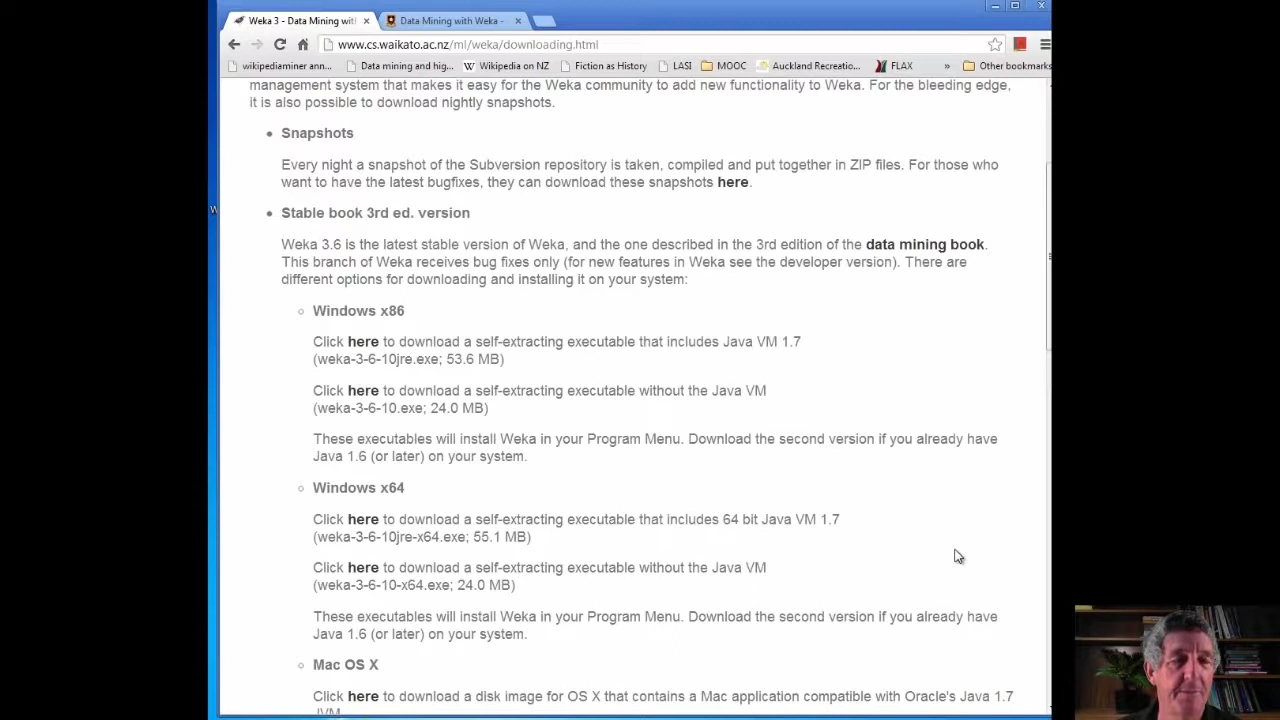 Weka 3 - Data Mining with
Data Mining with Weka -
www.cs.waikato.ac.nz/ml/weka/downloading.html
wikipediaminer ann...
Data mining and hig...
Wikipedia on NZ
Fiction as History
LASI
MOOC
Auckland Recreatio...
FLAX
»
Other bookmarks
management system that makes it easy for the Weka community to add new functionality to Weka. For the bleeding edge,
it is also possible to download nightly snapshots.
Snapshots
Every night a snapshot of the Subversion repository is taken, compiled and put together in ZIP files. For those who
want to have the latest bugfixes, they can download these snapshots here.
Stable book 3rd ed. version
Weka 3.6 is the latest stable version of Weka, and the one described in the 3rd edition of the data mining book.
This branch of Weka receives bug fixes only (for new features in Weka see the developer version). There are
different options for downloading and installing it on your system:
Windows x86
Click here to download a self-extracting executable that includes Java VM 1.7
(weka-3-6-10jre.exe; 53.6 MB)
Click here to download a self-extracting executable without the Java VM
(weka-3-6-10.exe; 24.0 MB)
These executables will install Weka in your Program Menu. Download the second version if you already have
Java 1.6 (or later) on your system.
Windows x64
Click here to download a self-extracting executable that includes 64 bit Java VM 1.7
(weka-3-6-10jre-x64.exe; 55.1 MB)
Click here to download a self-extracting executable without the Java VM
(weka-3-6-10-x64.exe; 24.0 MB)
These executables will install Weka in your Program Menu. Download the second version if you already have
Java 1.6 (or later) on your system.
Mac OS X
Click here to download a disk image for OS X that contains a Mac application compatible with Oracle's Java 1.7